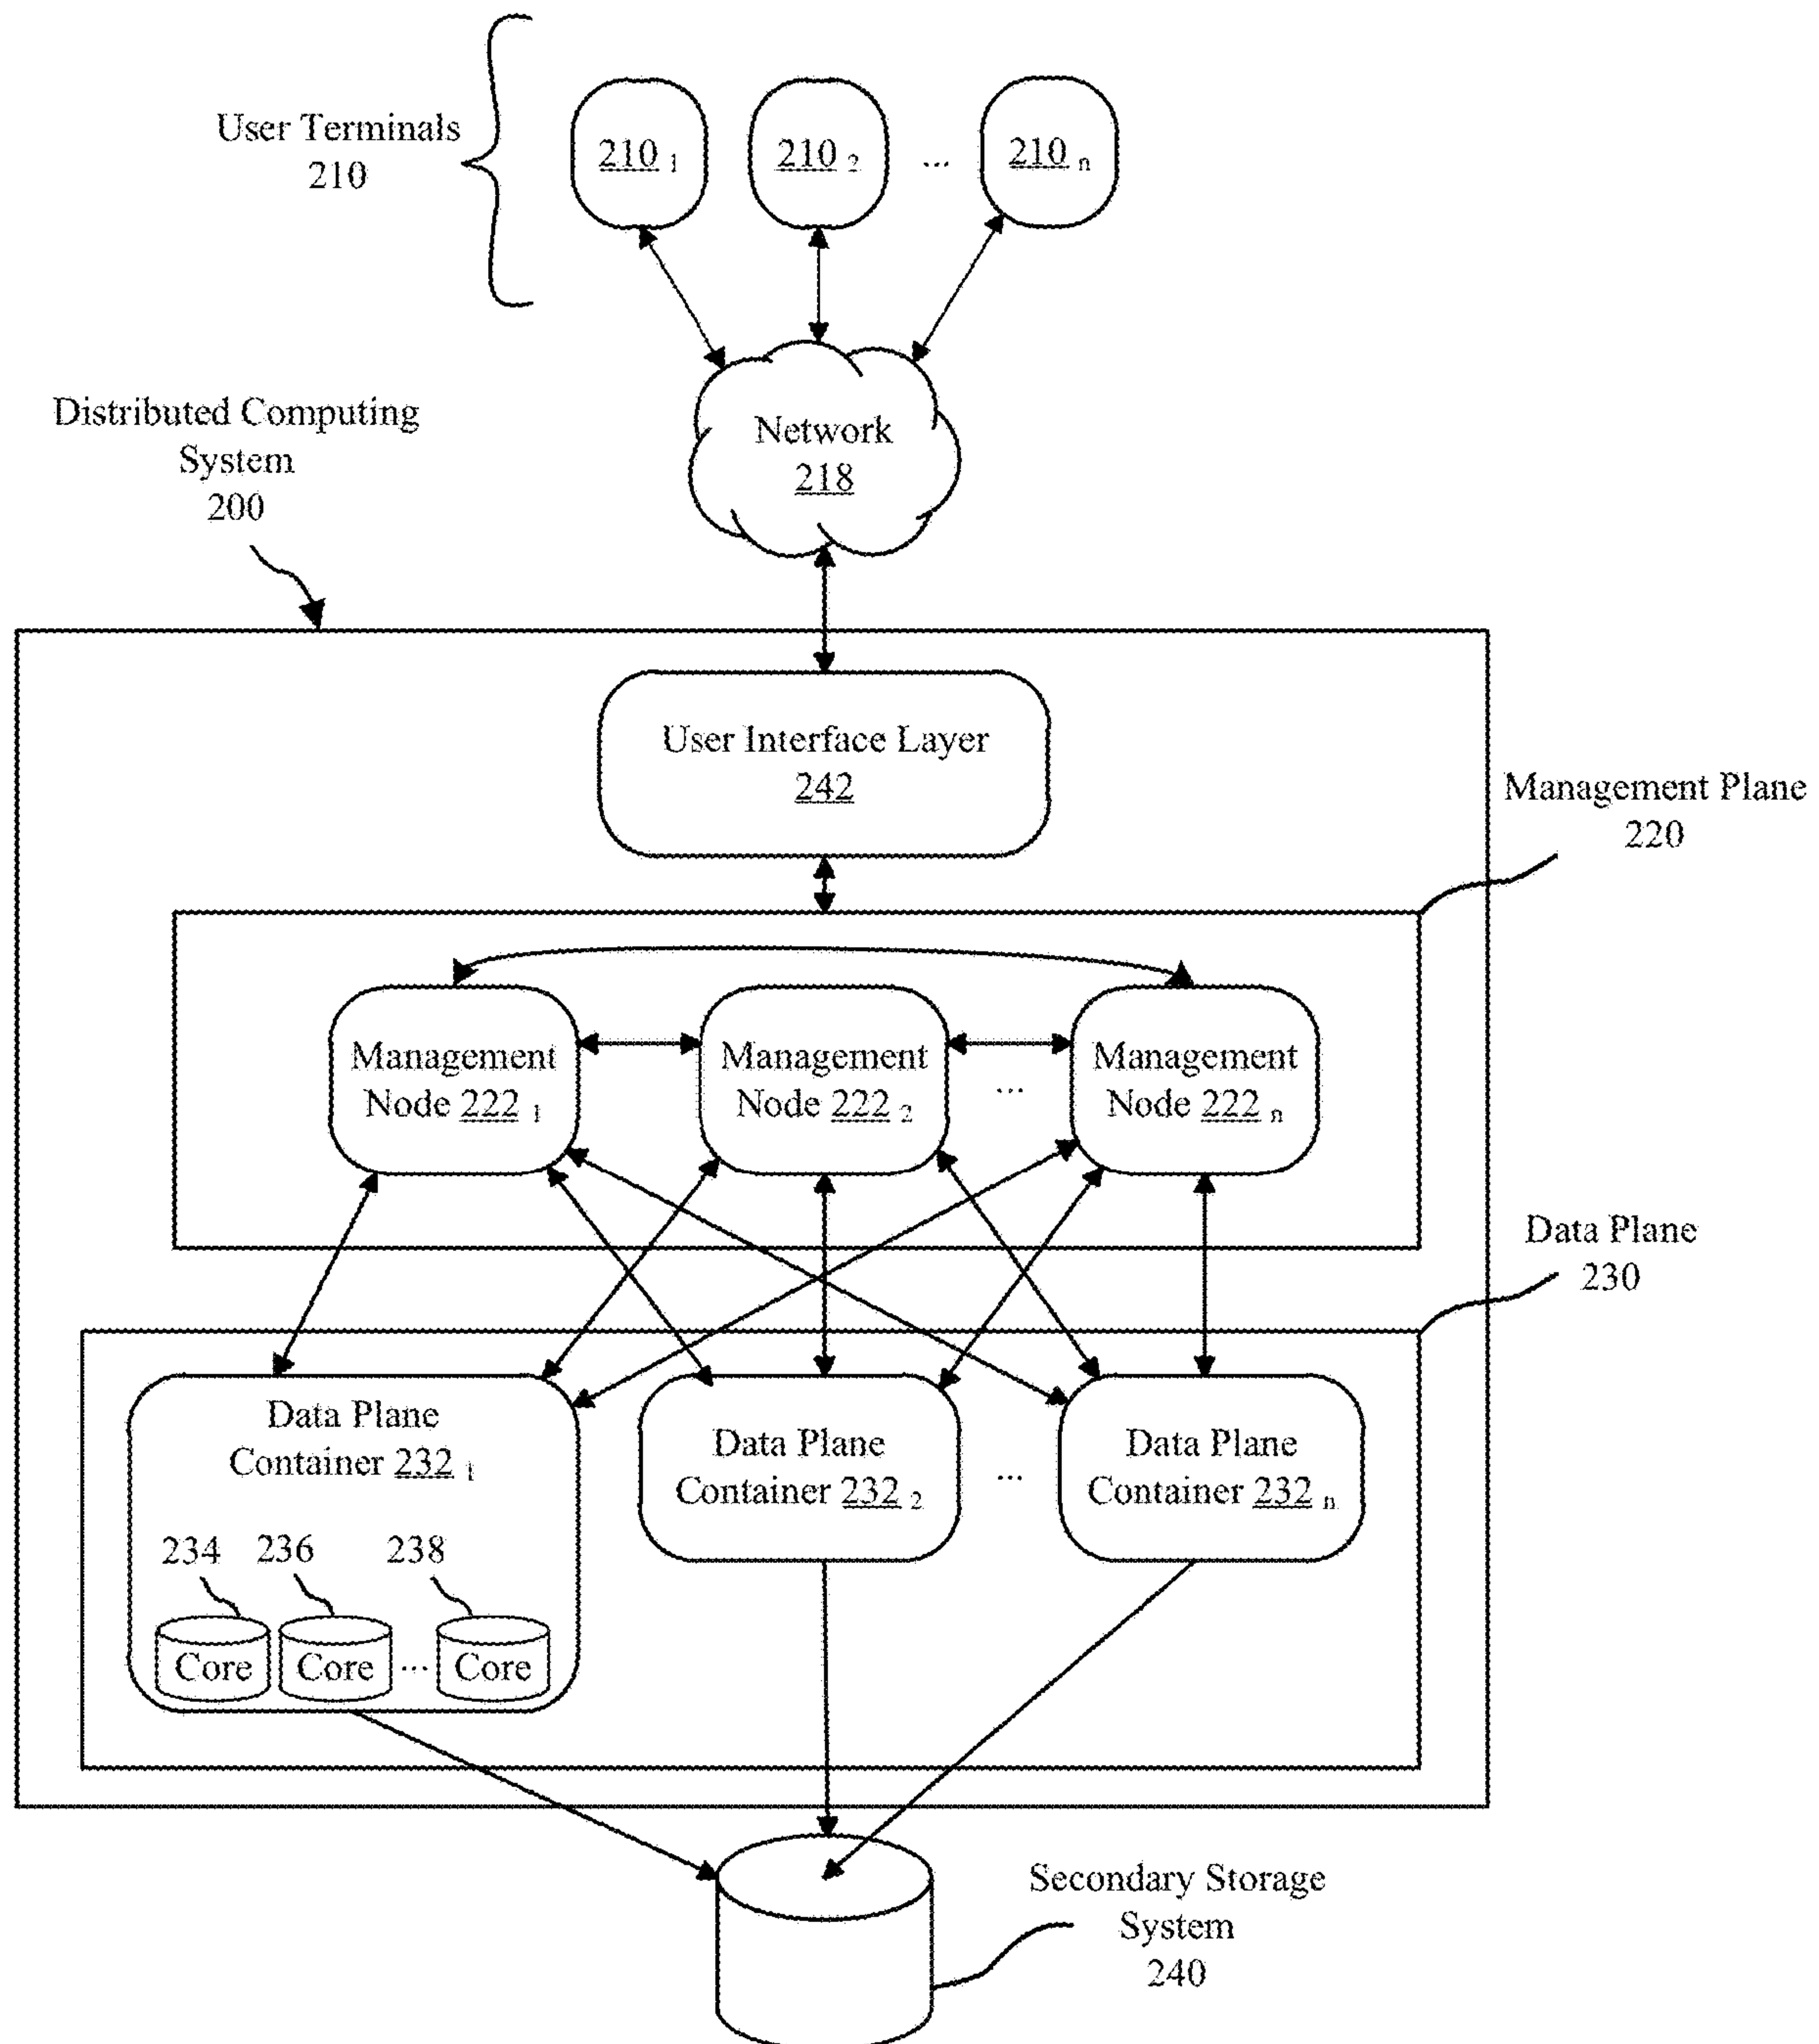 User Terminals
210
210 1
210 2
...
210 n
Network
218
Distributed Computing
System
200
User Interface Layer
242
Management Plane
220
Management
Node 222 1
Management
Node 222 2
...
Management
Node 222 n
Data Plane
230
Data Plane
Container 232 1
Data Plane
Container 232 2
...
Data Plane
Container 232 n
234
236
238
Core
Core
...
Core
Secondary Storage
System
240